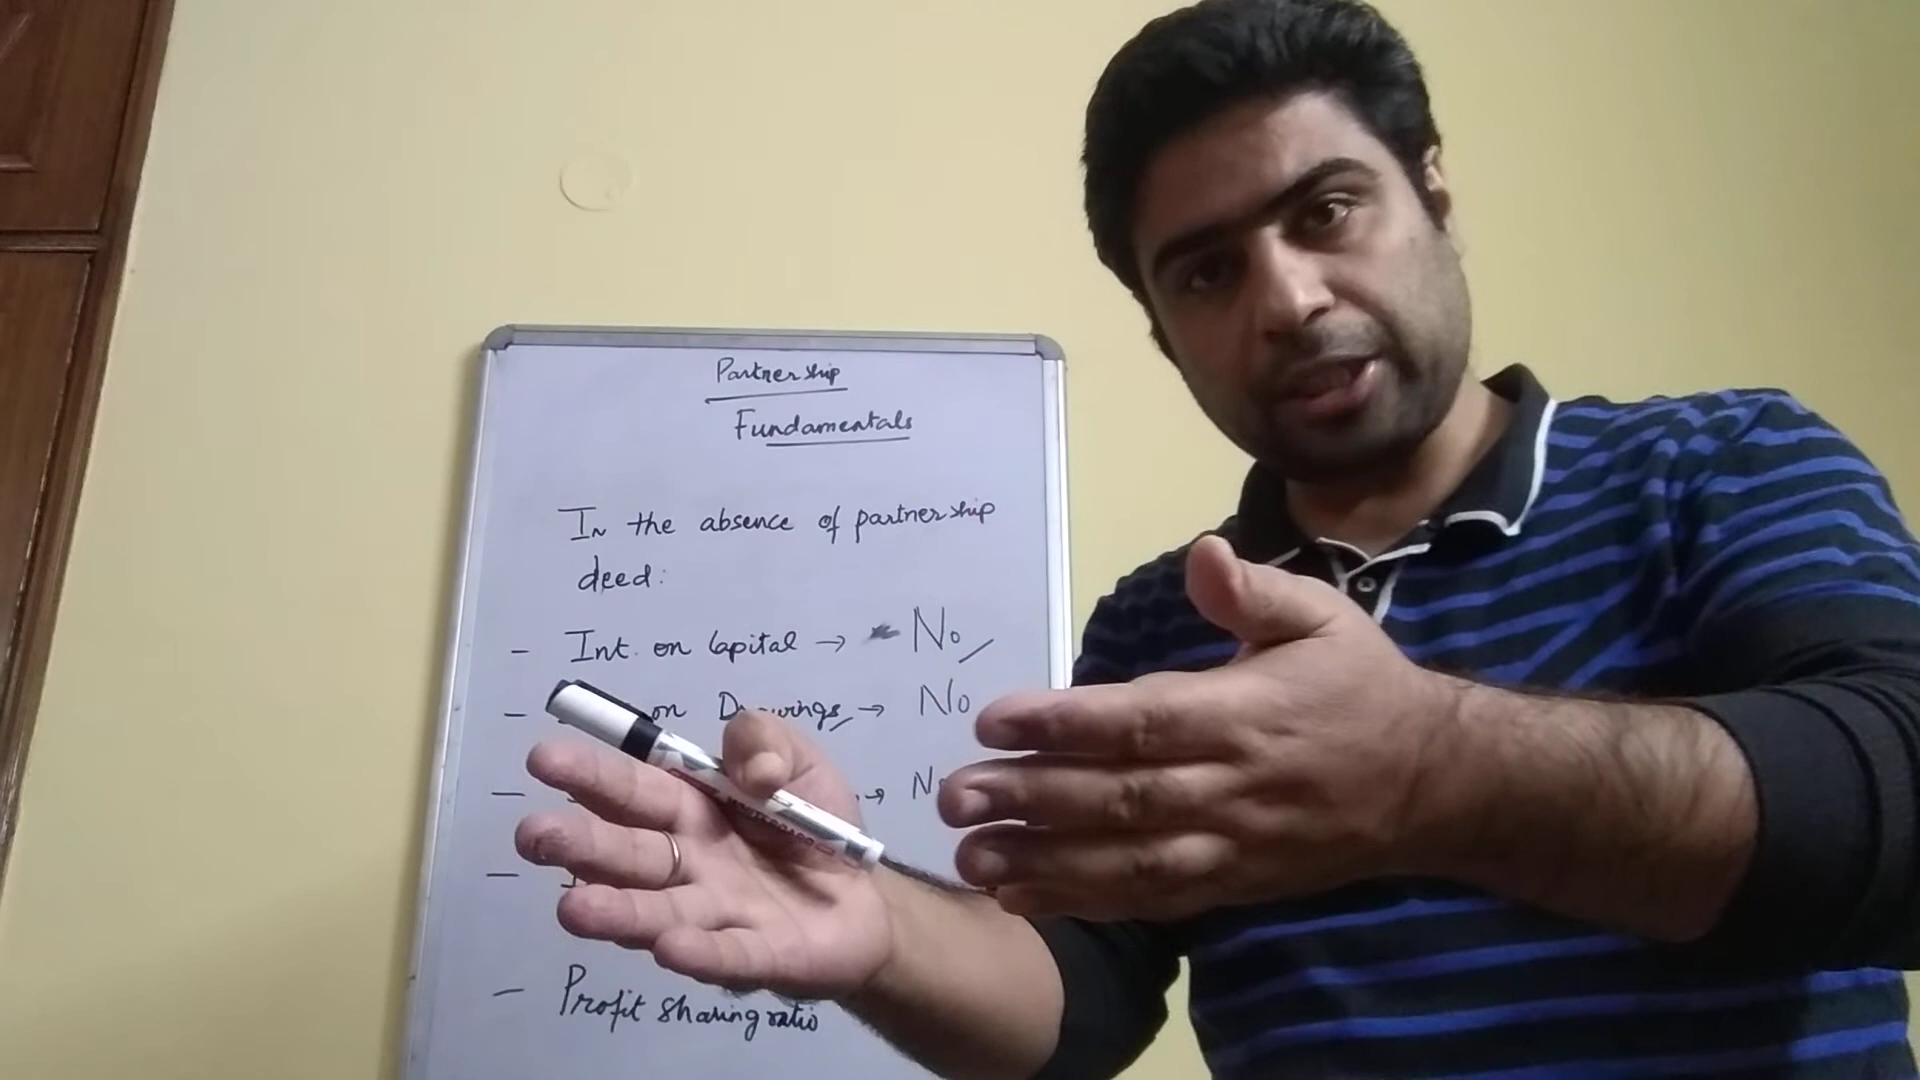 Partnership
Fundamentals
In the absence of partnership
deed:
- Int. on Capital → No
- on Drawings → No
- → No
-
- Profit sharing ratio